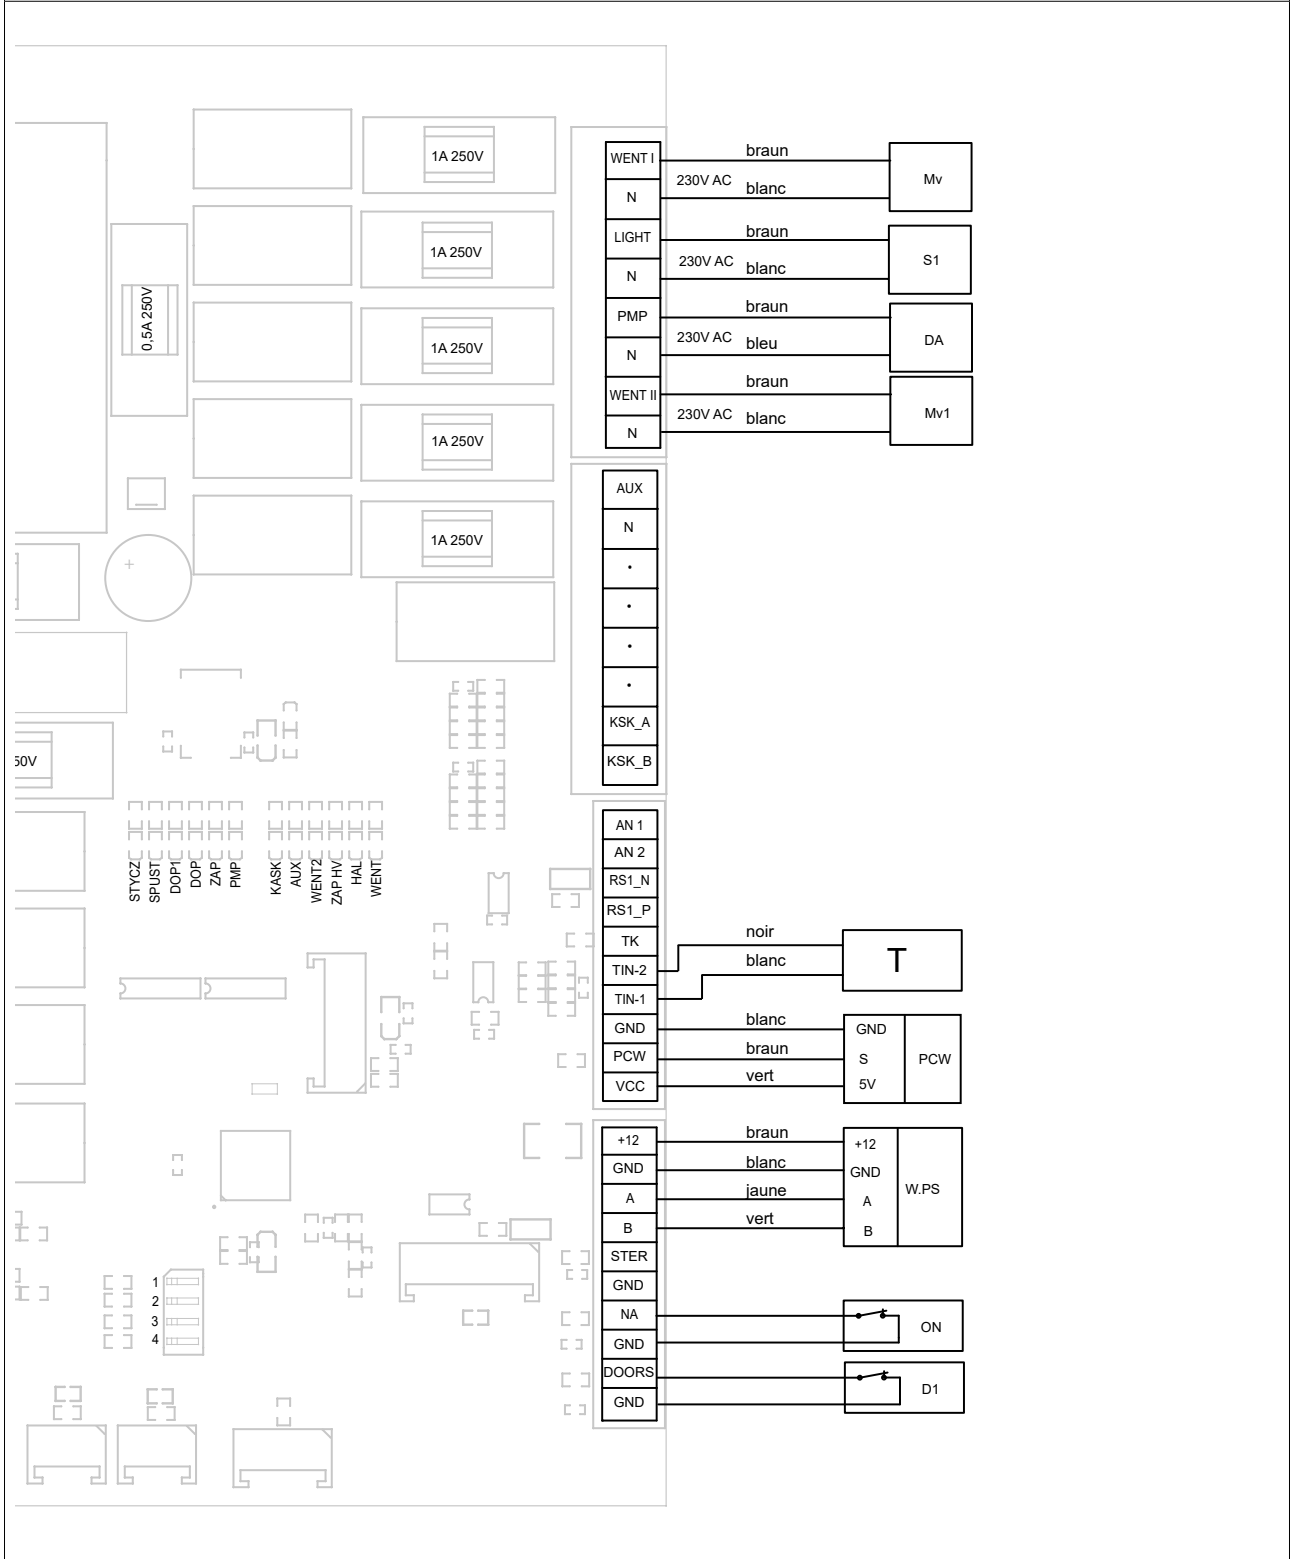 1A 250V
1A 250V
1A 250V
1A 250V
1A 250V
0,5A 250V
50V
+
WENT I
N
LIGHT
N
PMP
N
WENT II
N
braun
230V AC
blanc
Mv
braun
230V AC
blanc
S1
braun
230V AC
bleu
DA
braun
230V AC
blanc
Mv1
AUX
N
.
.
.
.
KSK_A
KSK_B
STYCZ
SPUST
DOP1
DOP
ZAP
PMP
KASK
AUX
WENT2
ZAP HV
HAL
WENT
AN 1
AN 2
RS1_N
RS1_P
TK
TIN-2
TIN-1
GND
PCW
VCC
noir
blanc
T
blanc
braun
vert
GND
S
5V
PCW
+12
GND
A
B
STER
GND
NA
GND
DOORS
GND
braun
blanc
jaune
vert
+12
GND
A
B
W.PS
ON
D1
1
2
3
4